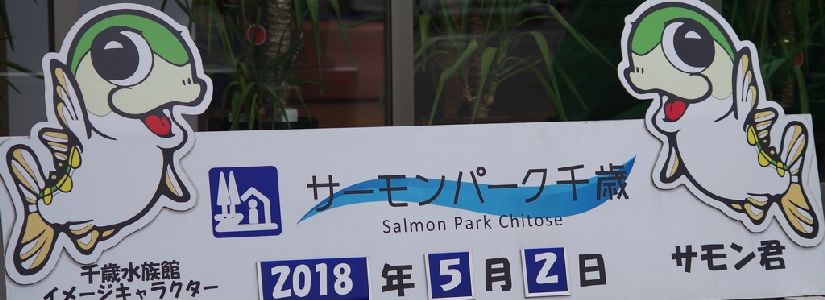 サーモンパーク千歳
Salmon Park Chitose
千歳水族館
イメージキャラクター
サモン君
2018年5月2日